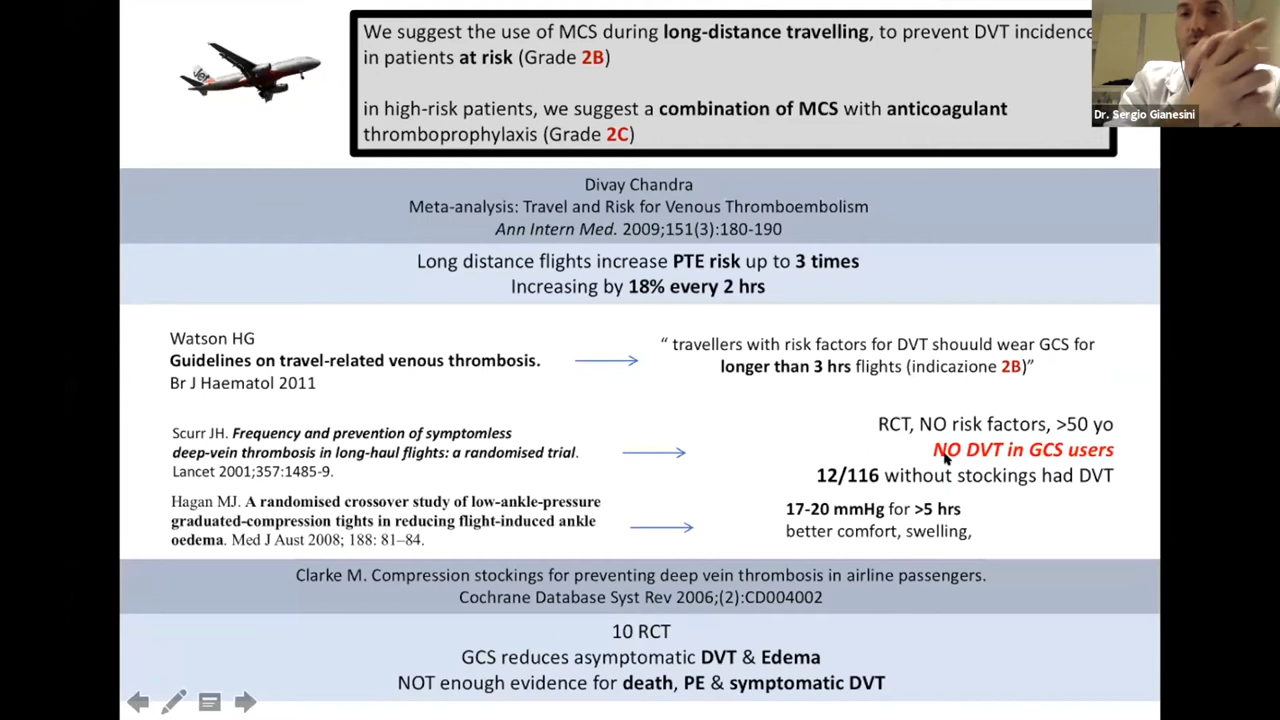 We suggest the use of MCS during long-distance travelling, to prevent DVT incidence
in patients at risk (Grade 2B)
in high-risk patients, we suggest a combination of MCS with anticoagulant
thromboprophylaxis (Grade 2C)
Jet
Dr. Sergio Gianesini
Divay Chandra
Meta-analysis: Travel and Risk for Venous Thromboembolism
Ann Intern Med. 2009;151(3):180-190
Long distance flights increase PTE risk up to 3 times
Increasing by 18% every 2 hrs
Watson HG
Guidelines on travel-related venous thrombosis.
Br J Haematol 2011
“ travellers with risk factors for DVT shouuld wear GCS for
longer than 3 hrs flights (indicazione 2B)”
Scurr JH. Frequency and prevention of symptomless
deep-vein thrombosis in long-haul flights: a randomised trial.
Lancet 2001;357:1485-9.
RCT, NO risk factors, >50 yo
NO DVT in GCS users
12/116 without stockings had DVT
Hagan MJ. A randomised crossover study of low-ankle-pressure
graduated-compression tights in reducing flight-induced ankle
oedema. Med J Aust 2008; 188: 81–84.
17-20 mmHg for >5 hrs
better comfort, swelling,
Clarke M. Compression stockings for preventing deep vein thrombosis in airline passengers.
Cochrane Database Syst Rev 2006;(2):CD004002
10 RCT
GCS reduces asymptomatic DVT & Edema
NOT enough evidence for death, PE & symptomatic DVT